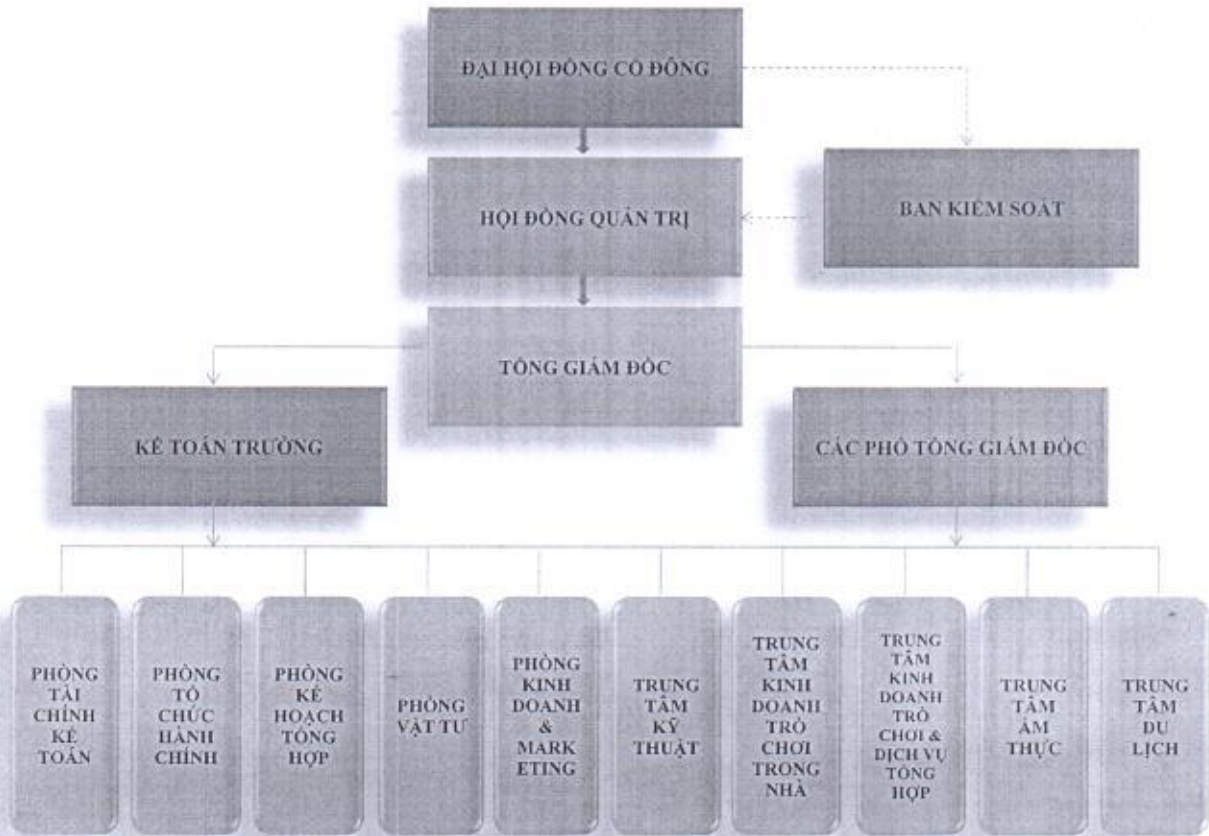 ĐẠI HỘI ĐỒNG CỔ ĐÔNG
HỘI ĐỒNG QUẢN TRỊ
BAN KIỂM SOÁT
TỔNG GIÁM ĐỐC
KẾ TOÁN TRƯỞNG
CÁC PHÓ TỔNG GIÁM ĐỐC
PHÒNG
TÀI
CHÍNH
KẾ
TOÁN
PHÒNG
TỔ
CHỨC
HÀNH
CHÍNH
PHÒNG
KẾ
HOẠCH
TỔNG
HỢP
PHÒNG
VẬT TƯ
PHÒNG
KINH
DOANH
&
MARK
ETING
TRUNG
TÂM
KỸ
THUẬT
TRUNG
TÂM
KINH
DOANH
TRÒ
CHƠI
TRONG
NHÀ
TRUNG
TÂM
KINH
DOANH
TRÒ
CHƠI &
DỊCH VỤ
TỔNG
HỢP
TRUNG
TÂM
ẨM
THỰC
TRUNG
TÂM
DU
LỊCH